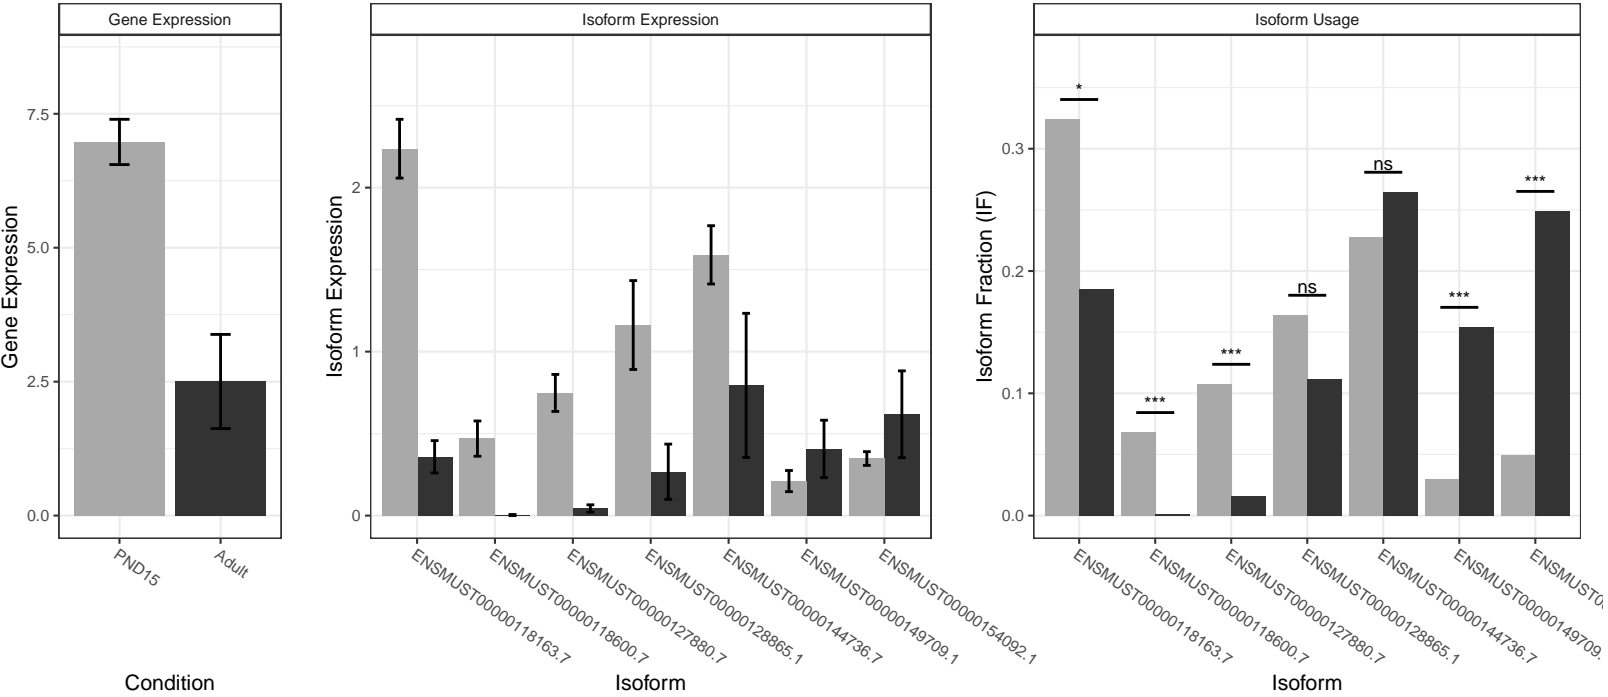 Gene Expression
Isoform Expression
Isoform Usage
Gene Expression
7.5
5.0
2.5
0.0
PND15
Adult
Condition
Isoform Expression
2
1
0
ENSMUST00000118163.7
ENSMUST00000118600.7
ENSMUST00000127880.7
ENSMUST00000128865.1
ENSMUST00000144736.7
ENSMUST00000149709.1
ENSMUST00000154092.1
Isoform
Isoform Fraction (IF)
0.3
0.2
0.1
0.0
*
***
***
ns
ns
***
***
ENSMUST00000118163.7
ENSMUST00000118600.7
ENSMUST00000127880.7
ENSMUST00000128865.1
ENSMUST00000144736.7
ENSMUST00000149709.
Isoform